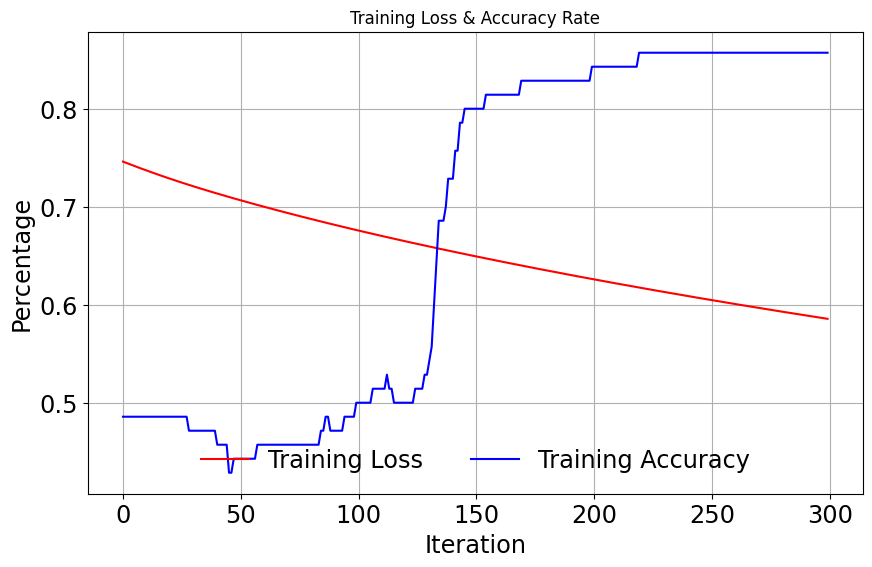 Training Loss & Accuracy Rate
Percentage
0.8
0.7
0.6
0.5
Training Loss
Training Accuracy
0 50 100 150 200 250 300
Iteration